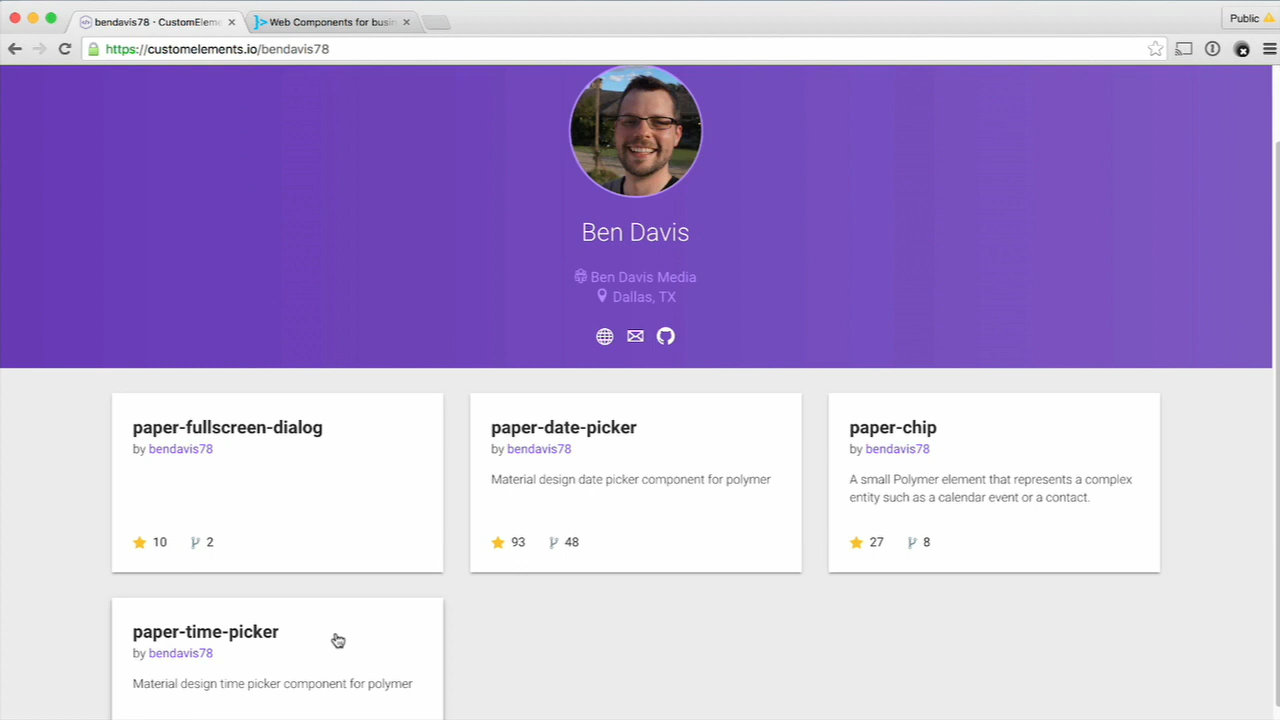 bendavis78 · CustomEleme
Web Components for busin
Public
https://customelements.io/bendavis78
Ben Davis
Ben Davis Media
Dallas, TX
paper-fullscreen-dialog
by bendavis78
10 2
paper-date-picker
by bendavis78
Material design date picker component for polymer
93 48
paper-chip
by bendavis78
A small Polymer element that represents a complex
entity such as a calendar event or a contact.
27 8
paper-time-picker
by bendavis78
Material design time picker component for polymer